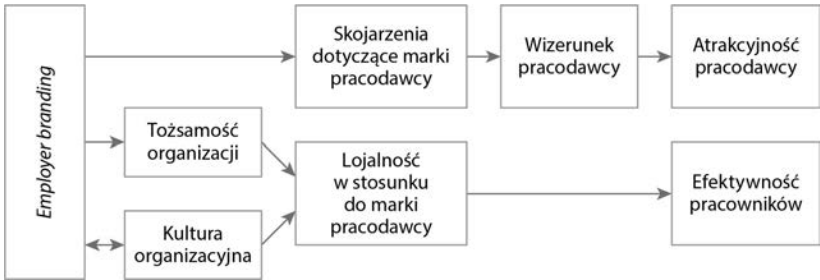 Employer branding
Skojarzenia
dotyczące marki
pracodawcy
Wizerunek
pracodawcy
Atrakcyjność
pracodawcy
Tożsamość
organizacji
Lojalność
w stosunku
do marki
pracodawcy
Efektywność
pracowników
Kultura
organizacyjna